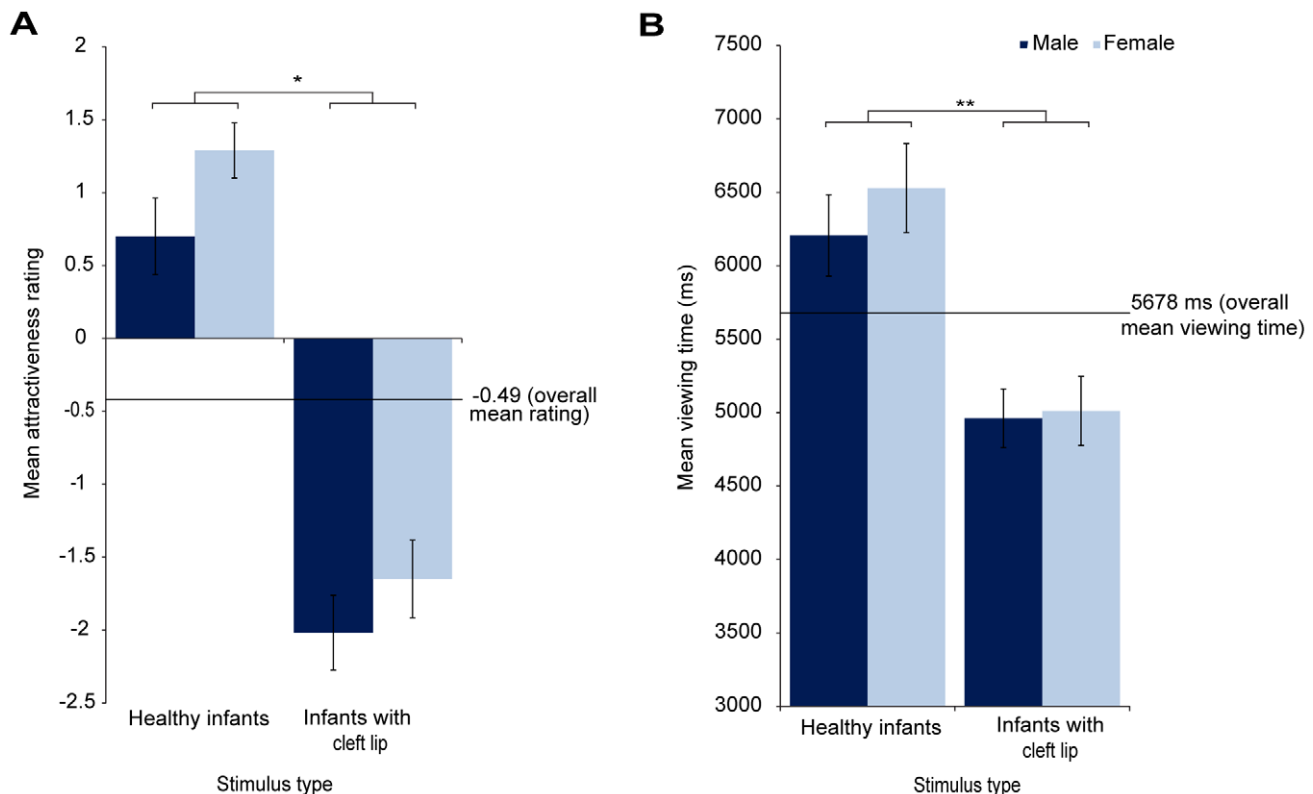 A
2
1.5
1
0.5
0
-0.5
-1
-1.5
-2
-2.5
Mean attractiveness rating
*
-0.49 (overall
mean rating)
Healthy infants
Infants with
cleft lip
Stimulus type
B
Male
Female
7500
7000
6500
6000
5500
5000
4500
4000
3500
3000
Mean viewing time (ms)
**
5678 ms (overall
mean viewing time)
Healthy infants
Infants with
cleft lip
Stimulus type